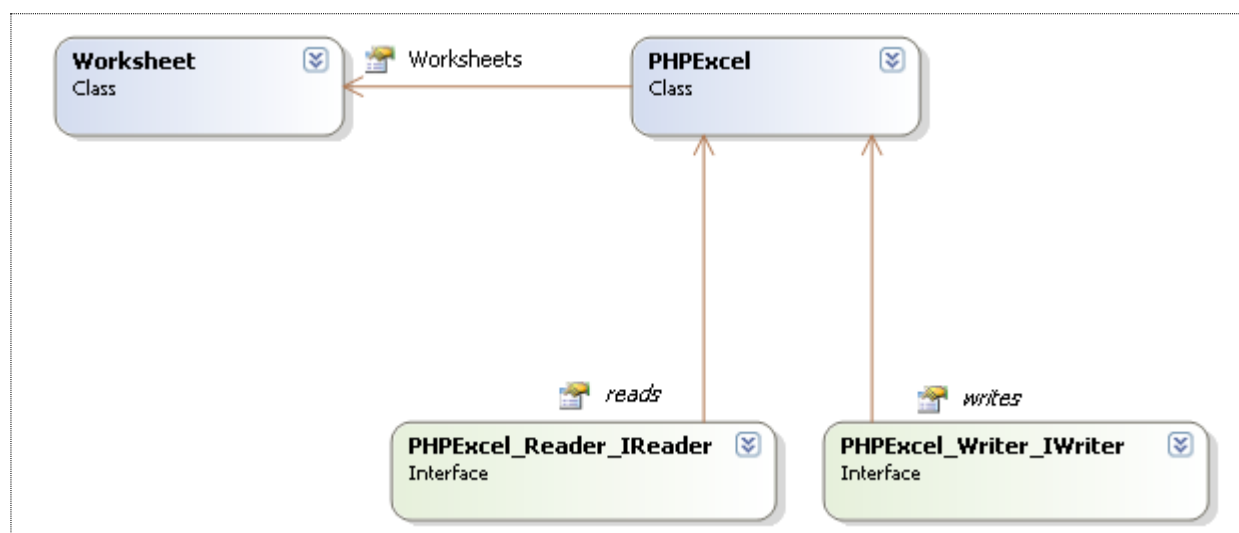 Worksheet
Class
Worksheets
PHPExcel
Class
reads
writes
PHPExcel_Reader_IReader
Interface
PHPExcel_Writer_IWriter
Interface